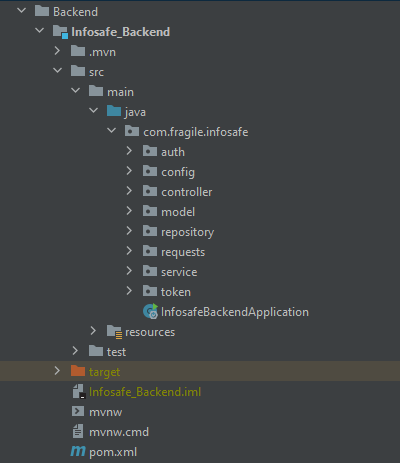 Backend
Infosafe_Backend
.mvn
src
main
java
com.fragile.infosafe
auth
config
controller
model
repository
requests
service
token
InfosafeBackendApplication
resources
test
target
Infosafe_Backend.iml
mvnw
mvnw.cmd
pom.xml